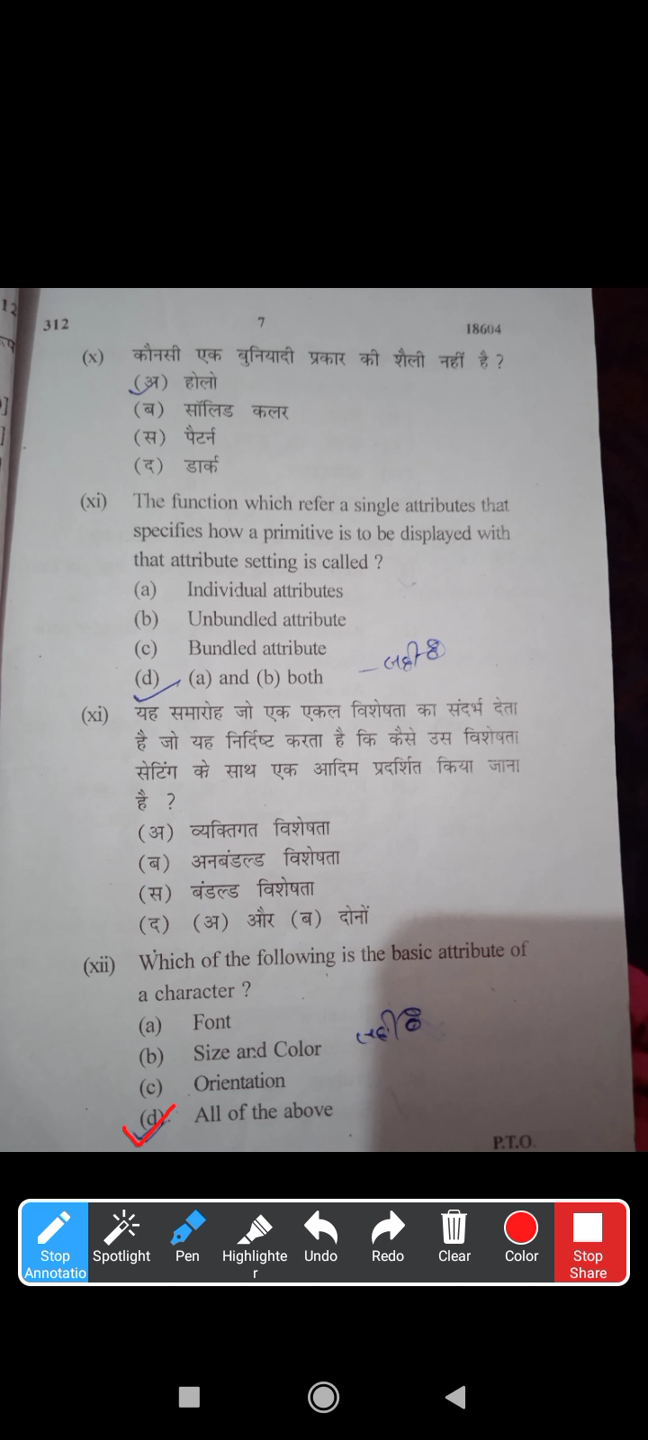 12
312
7
18604
(x) कौनसी एक बुनियादी प्रकार की शैली नहीं है ?
(अ) होलो
(ब) सॉलिड कलर
(स) पैटर्न
(द) डार्क
(xi) The function which refer a single attributes that
specifies how a primitive is to be displayed with
that attribute setting is called ?
(a) Individual attributes
(b) Unbundled attribute
(c) Bundled attribute
(d) (a) and (b) both
(xi) यह समारोह जो एक एकल विशेषता का संदर्भ देता
है जो यह निर्दिष्ट करता है कि कैसे उस विशेषता
सेटिंग के साथ एक आदिम प्रदर्शित किया जाना
है ?
(अ) व्यक्तिगत विशेषता
(ब) अनबंडल्ड विशेषता
(स) बंडल्ड विशेषता
(द) (अ) और (ब) दोनों
(xii) Which of the following is the basic attribute of
a character ?
(a) Font
(b) Size and Color
(c) Orientation
(d) All of the above
P.T.O.
Stop Annotatio
Spotlight
Pen
Highlighter
Undo
Redo
Clear
Color
Stop Share